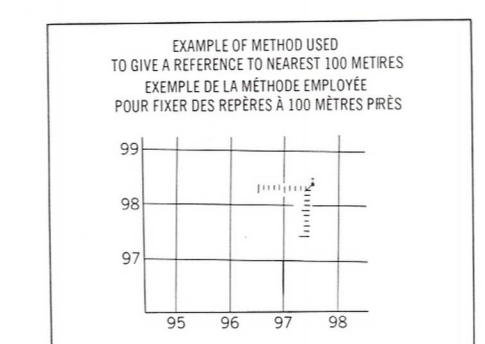 EXAMPLE OF METHOD USED
TO GIVE A REFERENCE TO NEAREST 100 METIRES
EXEMPLE DE LA MÉTHODE EMPLOYÉE
POUR FIXER DES REPÈRES À 100 MÈTRES PIRÈS
99
98
97
95 96 97 98